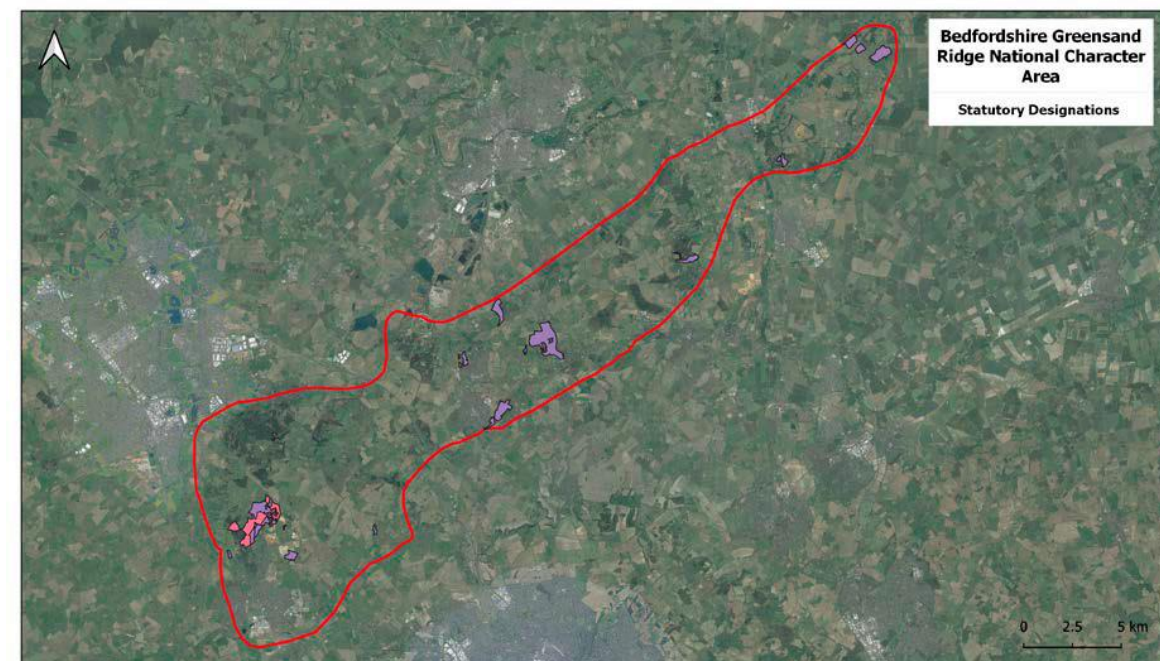 Bedfordshire Greensand
Ridge National Character
Area
Statutory Designations
0 2.5 5 km